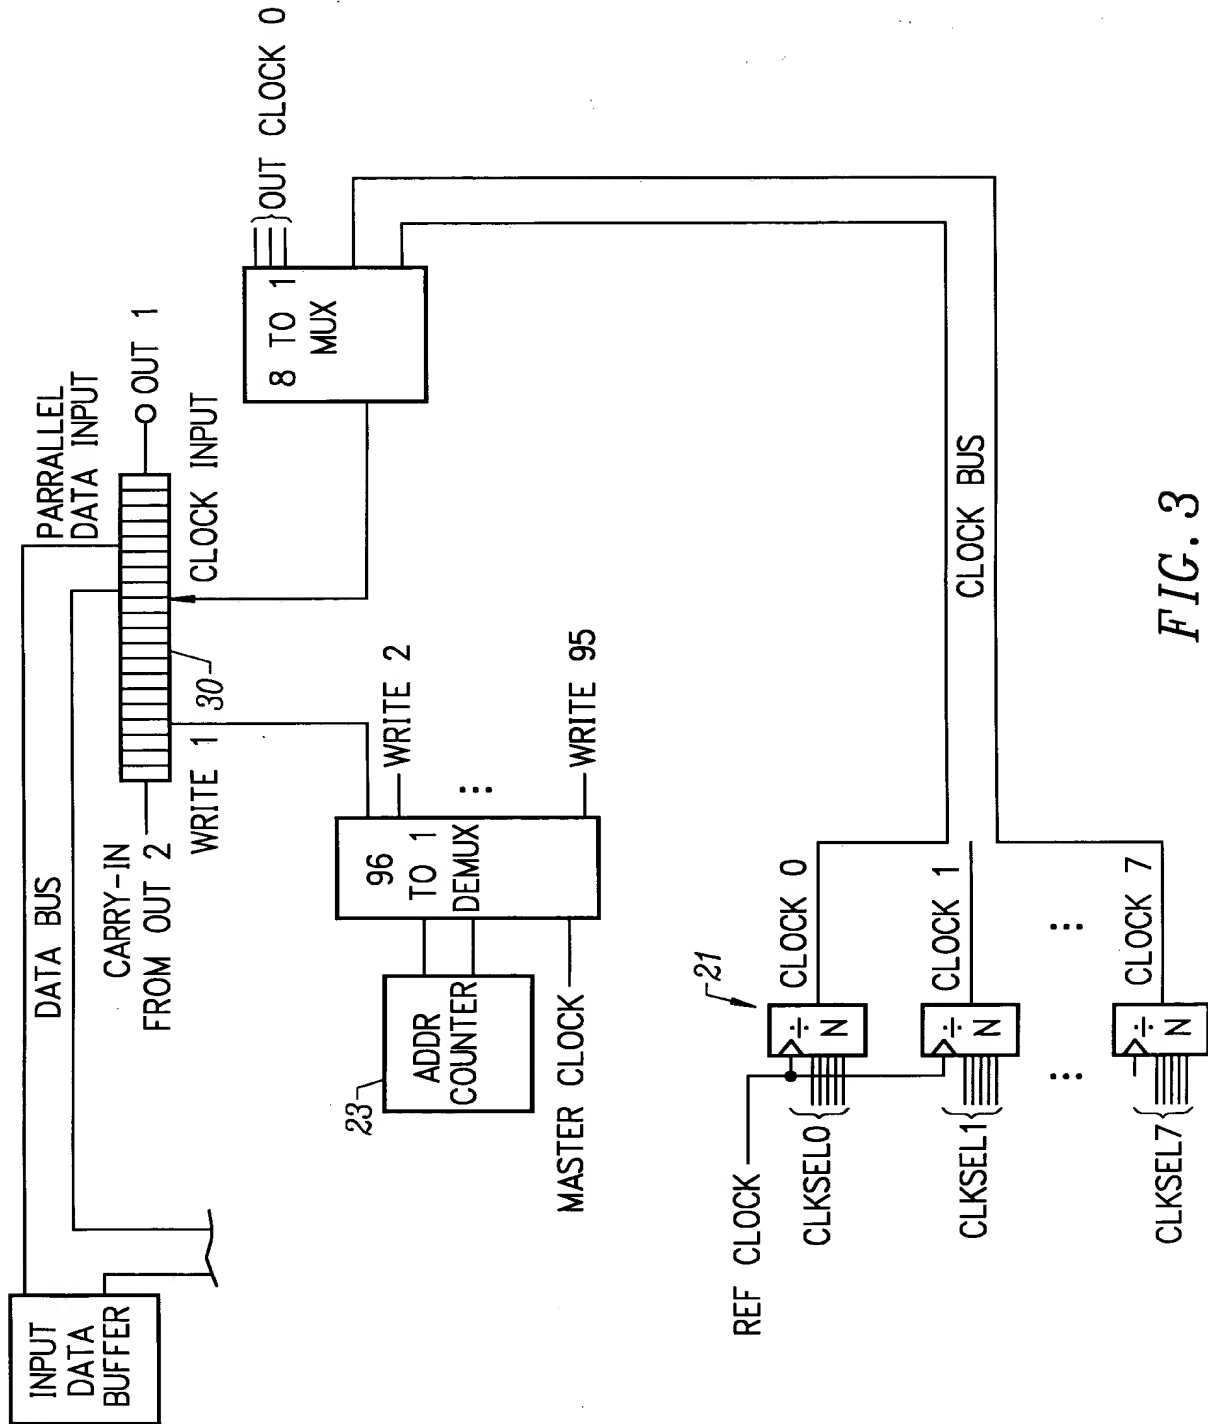 INPUT
DATA
BUFFER
DATA BUS
PARRALLEL
DATA INPUT
CARRY-IN
FROM OUT 2
OUT 1
WRITE 1
30
CLOCK INPUT
8 TO 1
MUX
OUT CLOCK 0
23
ADDR
COUNTER
96
TO 1
DEMUX
WRITE 2
...
WRITE 95
MASTER CLOCK
REF CLOCK
21
CLKSEL0
÷
N
CLOCK 0
CLKSEL1
÷
N
CLOCK 1
...
...
CLKSEL7
÷
N
CLOCK 7
CLOCK BUS
FIG. 3